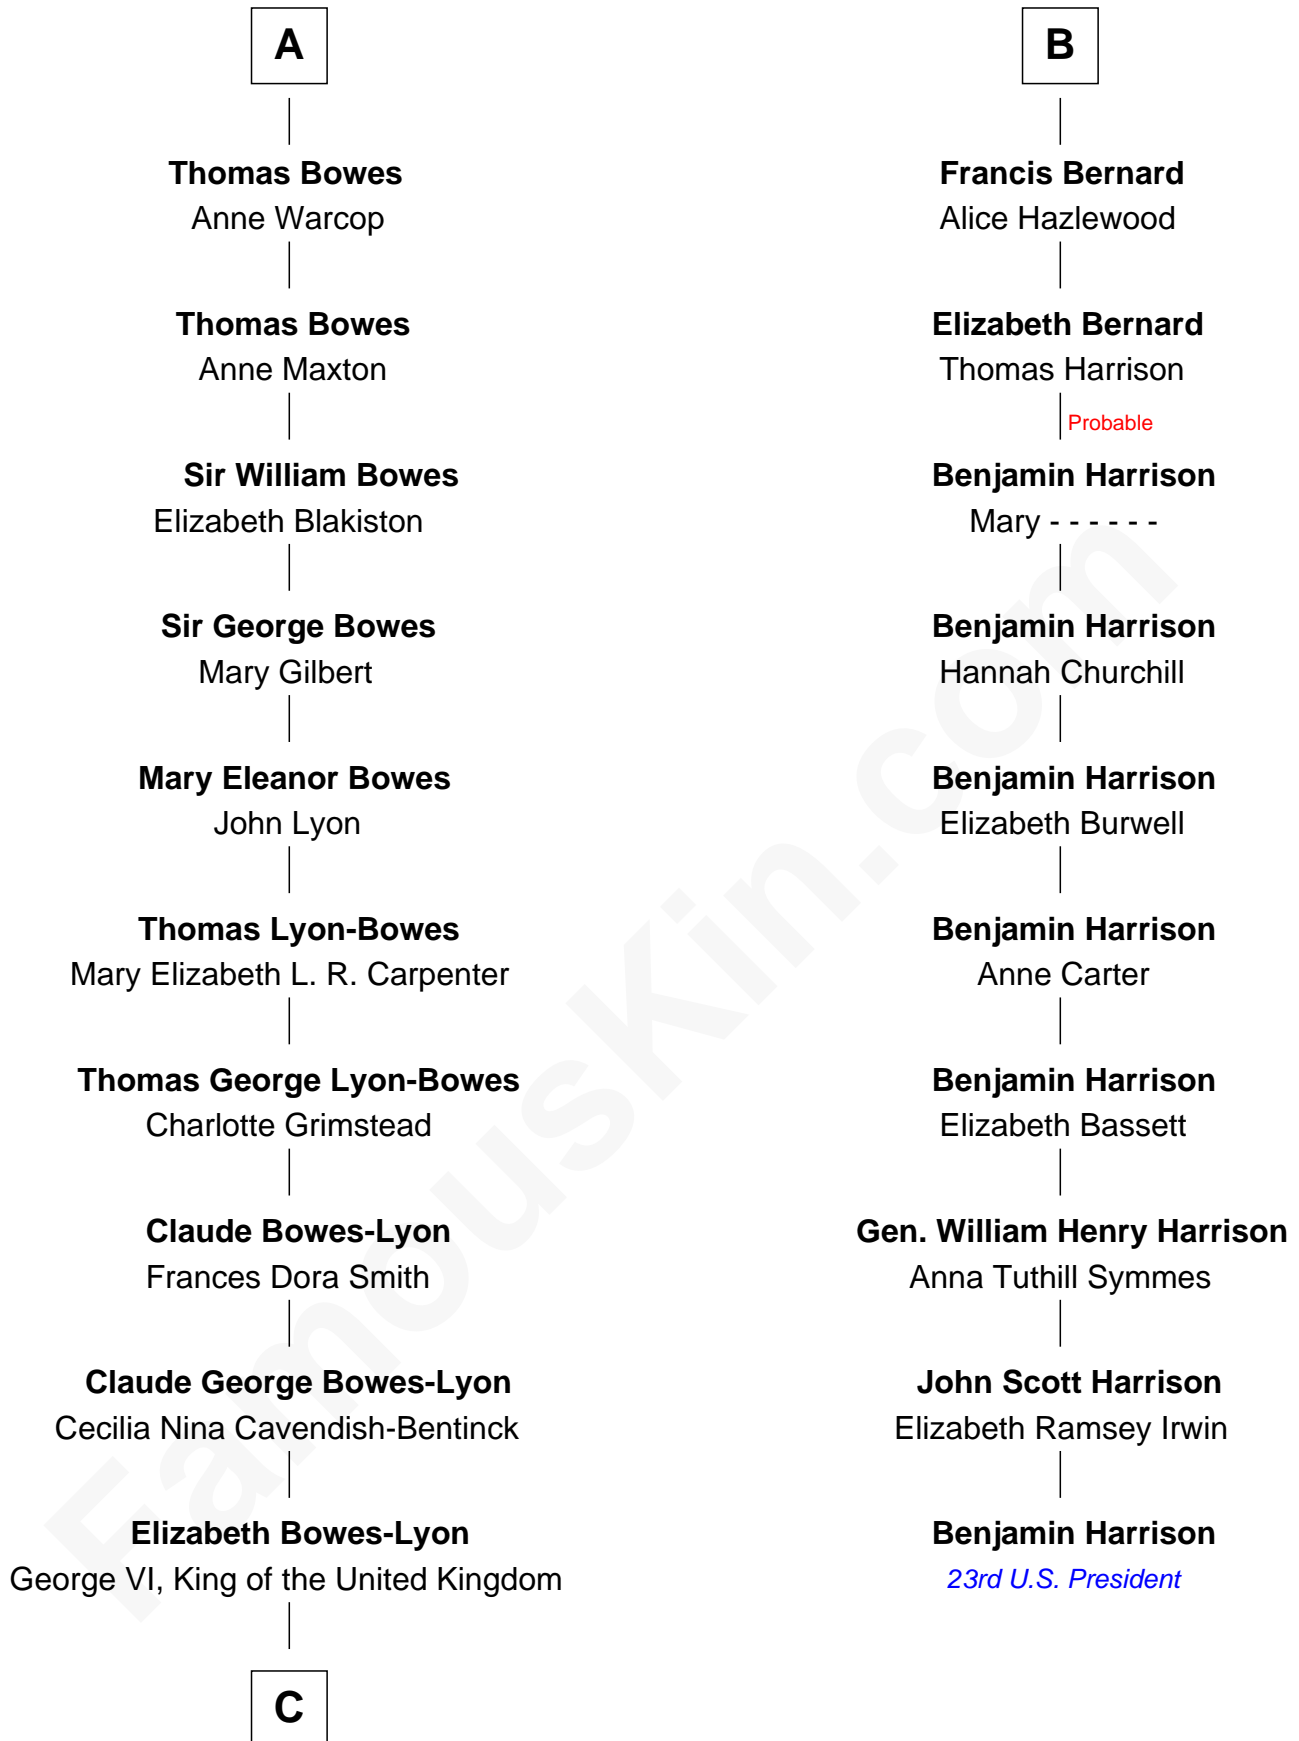 A
Thomas Bowes
Anne Warcop
Thomas Bowes
Anne Maxton
Sir William Bowes
Elizabeth Blakiston
Sir George Bowes
Mary Gilbert
Mary Eleanor Bowes
John Lyon
Thomas Lyon-Bowes
Mary Elizabeth L. R. Carpenter
Thomas George Lyon-Bowes
Charlotte Grimstead
Claude Bowes-Lyon
Frances Dora Smith
Claude George Bowes-Lyon
Cecilia Nina Cavendish-Bentinck
Elizabeth Bowes-Lyon
George VI, King of the United Kingdom
C
B
Francis Bernard
Alice Hazlewood
Elizabeth Bernard
Thomas Harrison
Probable
Benjamin Harrison
Mary - - - - - -
Benjamin Harrison
Hannah Churchill
Benjamin Harrison
Elizabeth Burwell
Benjamin Harrison
Anne Carter
Benjamin Harrison
Elizabeth Bassett
Gen. William Henry Harrison
Anna Tuthill Symmes
John Scott Harrison
Elizabeth Ramsey Irwin
Benjamin Harrison
23rd U.S. President
FamousKin.com